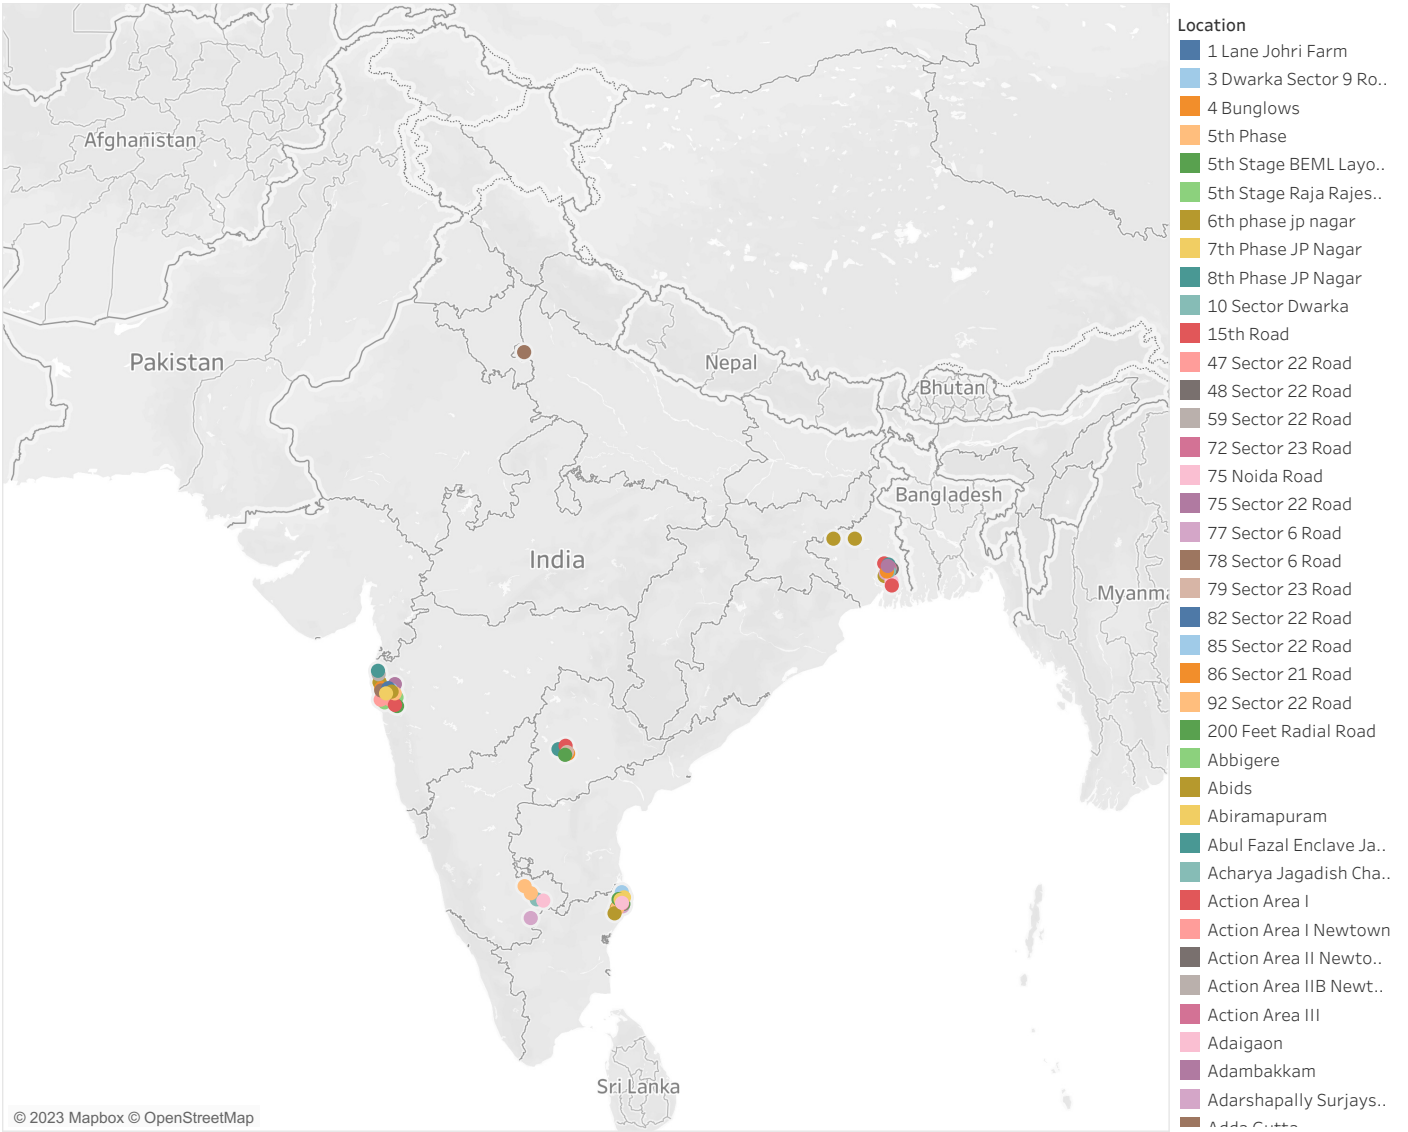 Afghanistan
Pakistan
Nepal
Bhutan
Bangladesh
India
Myanma
Sri Lanka
© 2023 Mapbox © OpenStreetMap
Location
1 Lane Johri Farm
3 Dwarka Sector 9 Ro..
4 Bunglows
5th Phase
5th Stage BEML Layo..
5th Stage Raja Rajes..
6th phase jp nagar
7th Phase JP Nagar
8th Phase JP Nagar
10 Sector Dwarka
15th Road
47 Sector 22 Road
48 Sector 22 Road
59 Sector 22 Road
72 Sector 23 Road
75 Noida Road
75 Sector 22 Road
77 Sector 6 Road
78 Sector 6 Road
79 Sector 23 Road
82 Sector 22 Road
85 Sector 22 Road
86 Sector 21 Road
92 Sector 22 Road
200 Feet Radial Road
Abbigere
Abids
Abiramapuram
Abul Fazal Enclave Ja..
Acharya Jagadish Cha..
Action Area I
Action Area I Newtown
Action Area II Newto..
Action Area IIB Newt..
Action Area III
Adaigaon
Adambakkam
Adarshapally Surjays..
Adda Gutta